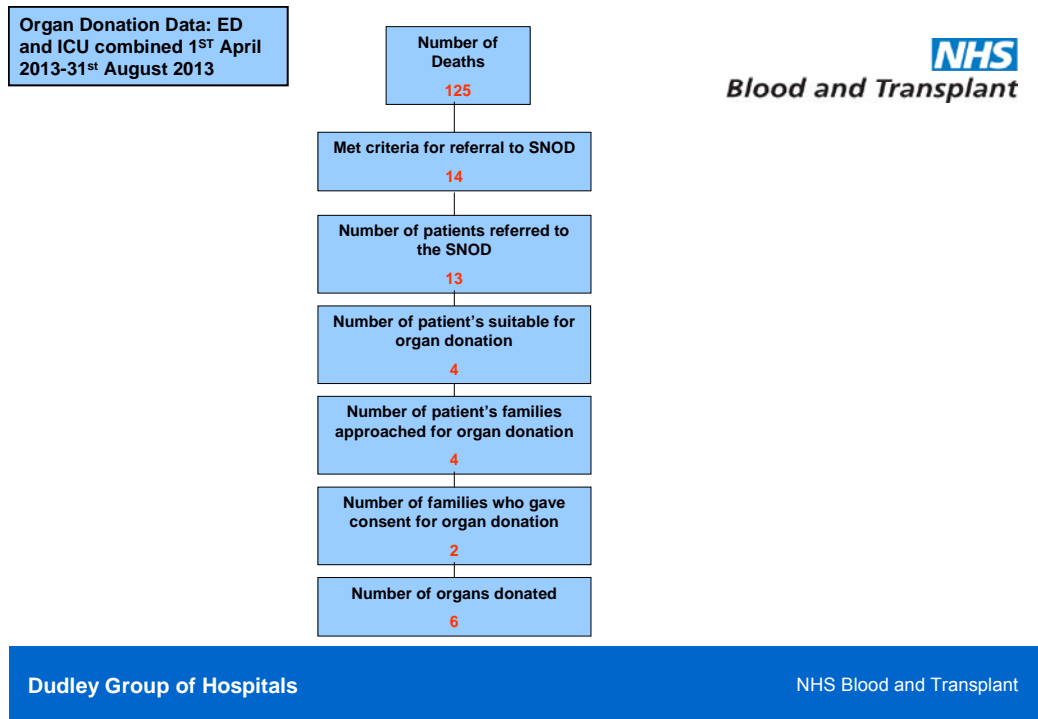 Organ Donation Data: ED
and ICU combined 1ST April
2013-31st August 2013
NHS
Blood and Transplant
Number of
Deaths
125
Met criteria for referral to SNOD
14
Number of patients referred to
the SNOD
13
Number of patient’s suitable for
organ donation
4
Number of patient’s families
approached for organ donation
4
Number of families who gave
consent for organ donation
2
Number of organs donated
6
Dudley Group of Hospitals
NHS Blood and Transplant